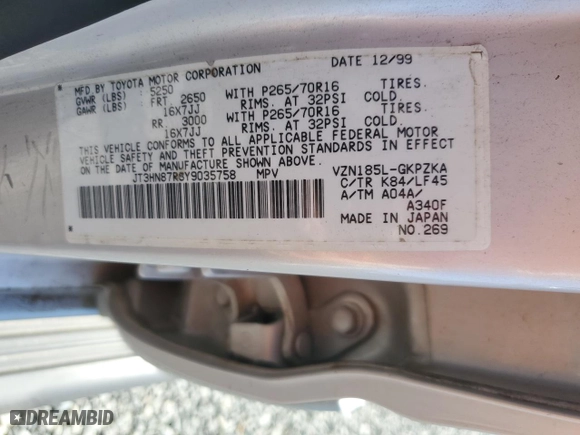 MFD.BY TOYOTA MOTOR CORPORATION DATE 12/99
GVWR (LBS) 5250
GAWR (LBS) FRT 2650 WITH P265/70R16 TIRES.
16X7JJ RIMS. AT 32PSI COLD.
RR. 3000 WITH P265/70R16 TIRES.
16X7JJ RIMS. AT 32PSI COLD.
THIS VEHICLE CONFORMS TO ALL APPLICABLE FEDERAL MOTOR
VEHICLE SAFETY AND THEFT PREVENTION STANDARDS IN EFFECT ON
THE DATE OF MANUFACTURE SHOWN ABOVE.
JT3HN87R6Y9035758 MPV VZN185L-GKPZKA
C/TR K84/LF45
A/TM A04A/
A340F
MADE IN JAPAN
NO.269
DREAMBID